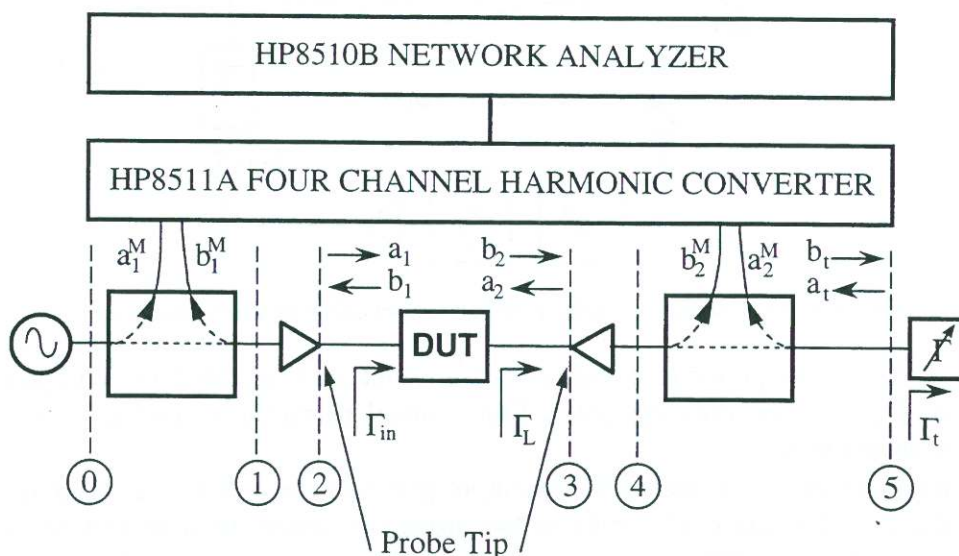 HP8510B NETWORK ANALYZER
HP8511A FOUR CHANNEL HARMONIC CONVERTER
a₁ᴹ b₁ᴹ a₁ b₂ b₂ᴹ a₂ᴹ bₜ
b₁ a₂ aₜ
DUT Γ
Γin ΓL Γt
0 1 2 3 4 5
Probe Tip